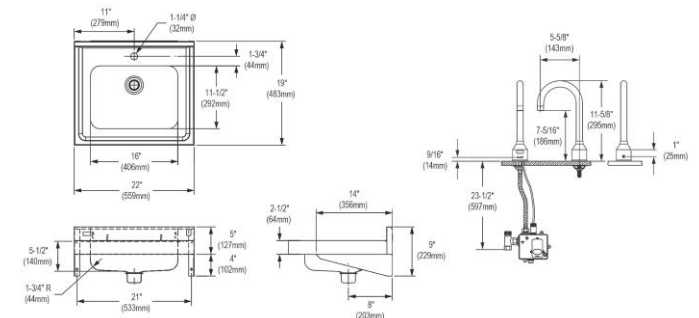 11"
(279mm)
1-1/4" Ø
(32mm)
1-3/4"
(44mm)
11-1/2"
(292mm)
19"
(483mm)
16"
(406mm)
22"
(559mm)
5-5/8"
(143mm)
7-5/16"
(186mm)
11-5/8"
(295mm)
1"
(25mm)
9/16"
(14mm)
23-1/2"
(597mm)
5-1/2"
(140mm)
5"
(127mm)
4"
(102mm)
1-3/4" R
(44mm)
21"
(533mm)
14"
(356mm)
2-1/2"
(64mm)
9"
(229mm)
8"
(203mm)